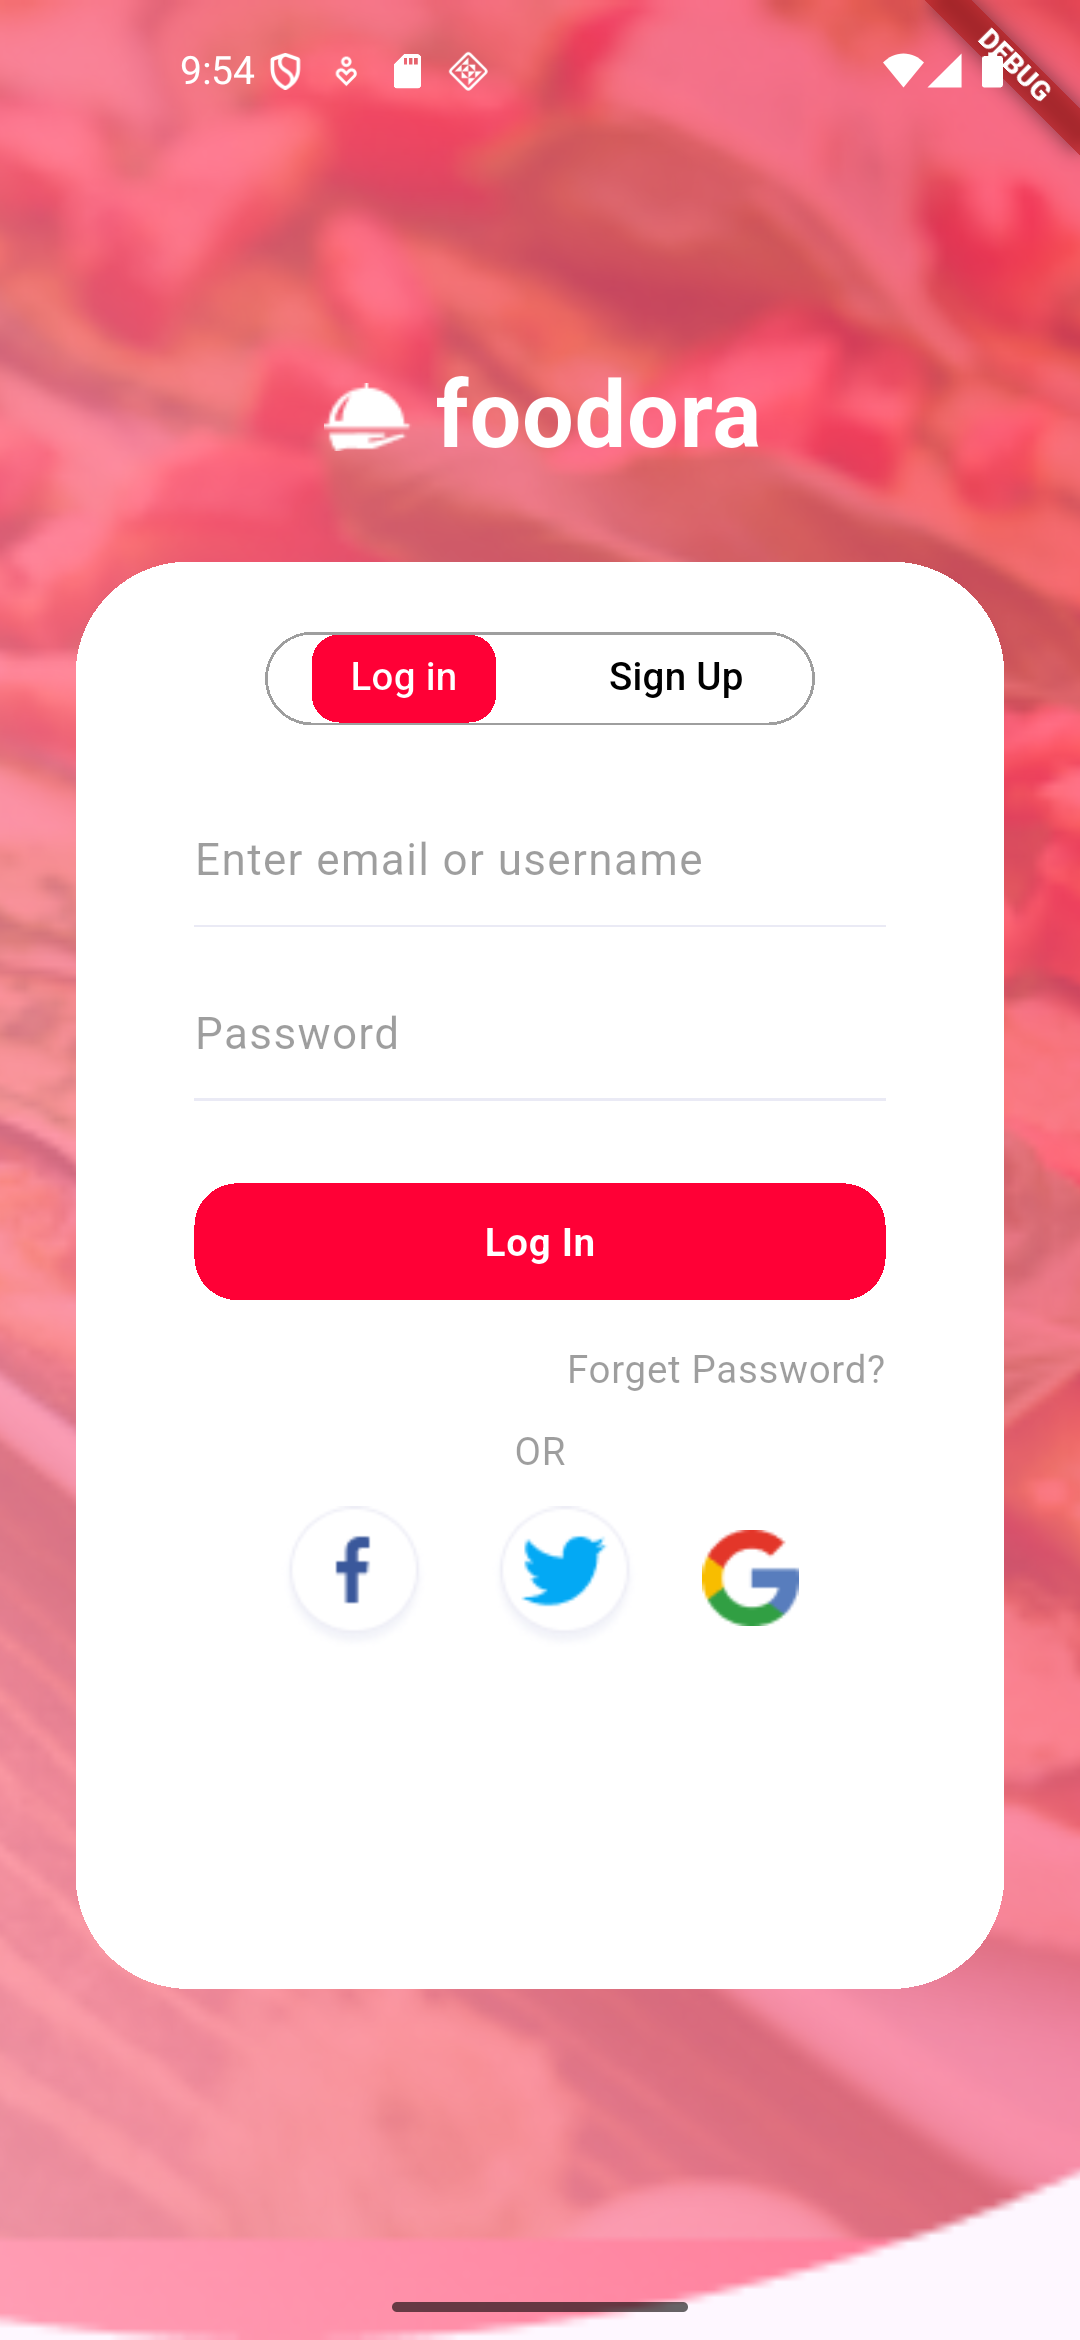 9:54
DEBUG
foodora
Log in Sign Up
Enter email or username
Password
Log In
Forget Password?
OR